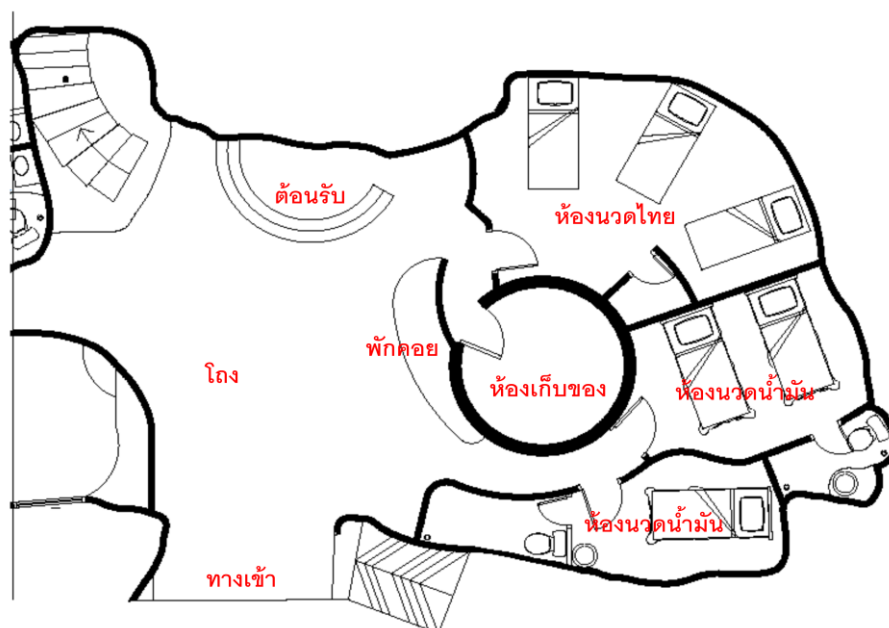 ต้อนรับ
ห้องนวดไทย
พักคอย
โถง
ห้องเก็บของ
ห้องนวดน้ำมัน
ห้องนวดน้ำมัน
ทางเข้า